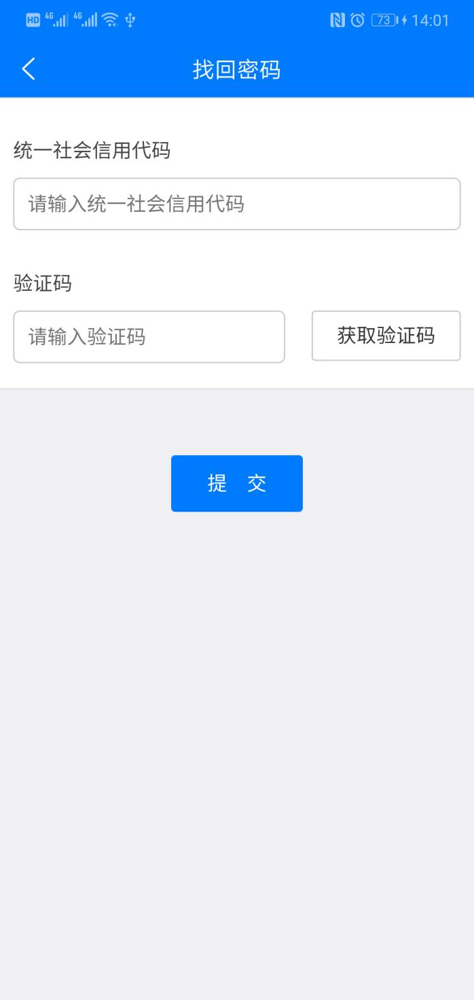 HD 4G 4G 73 14:01
找回密码
统一社会信用代码
请输入统一社会信用代码
验证码
请输入验证码 获取验证码
提 交